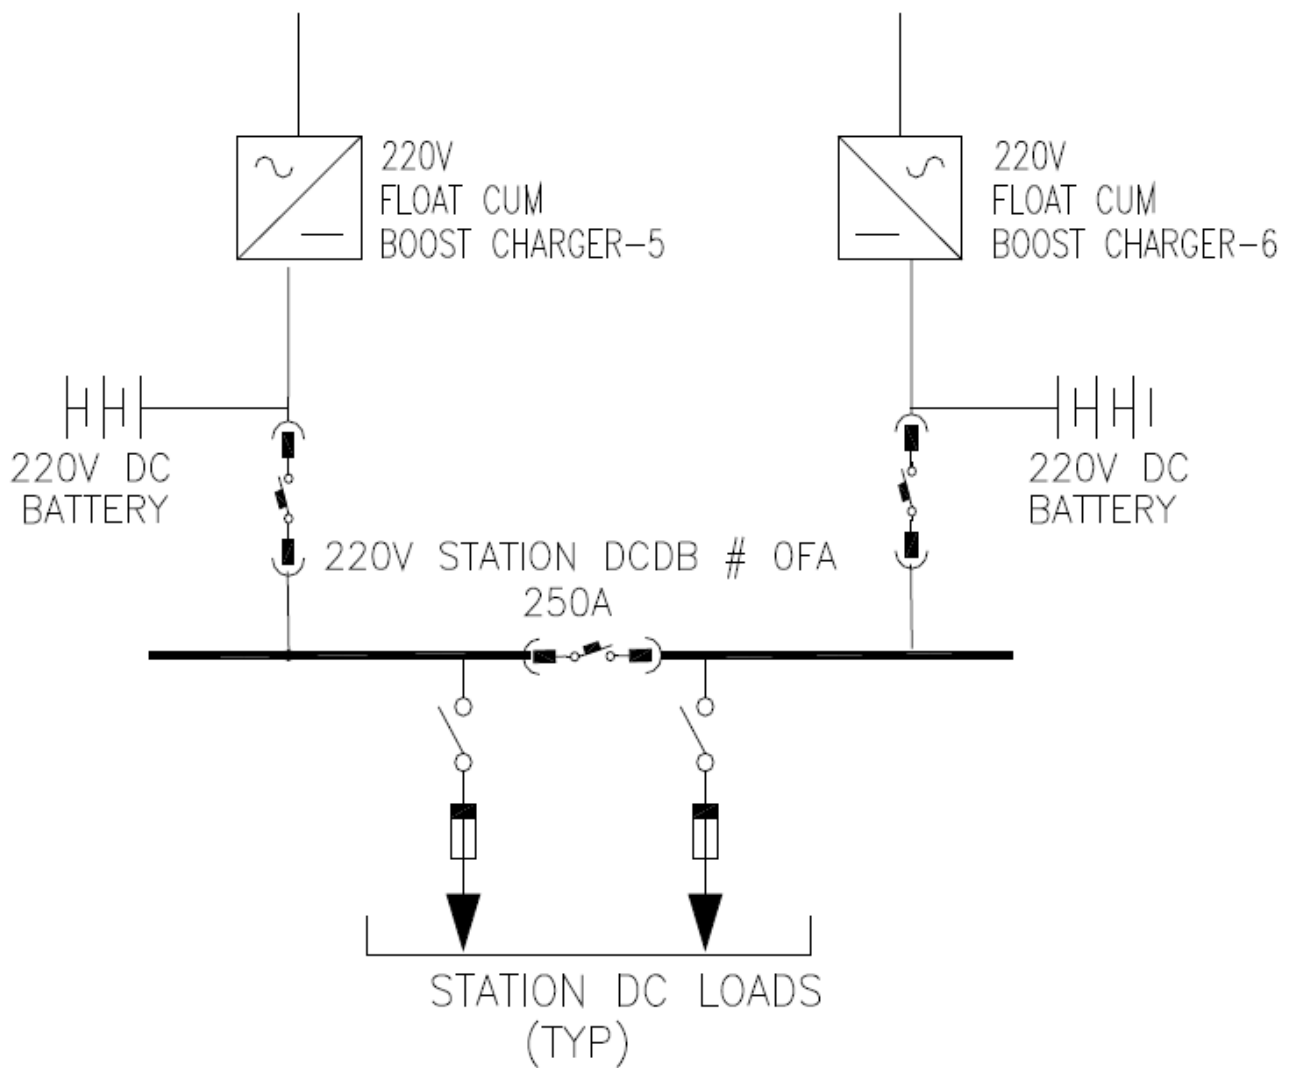 220V
FLOAT CUM
BOOST CHARGER-5
220V
FLOAT CUM
BOOST CHARGER-6
220V DC
BATTERY
220V DC
BATTERY
220V STATION DCDB # 0FA
250A
STATION DC LOADS
(TYP)